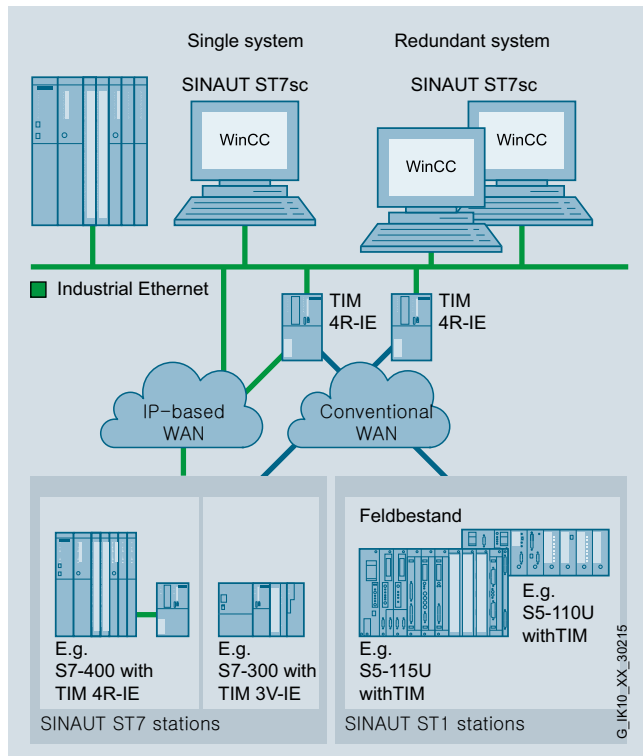 Single system
Redundant system
SINAUT ST7sc
SINAUT ST7sc
WinCC
WinCC
WinCC
Industrial Ethernet
TIM
4R-IE
TIM
4R-IE
IP-based
WAN
Conventional
WAN
Feldbestand
E.g.
S7-400 with
TIM 4R-IE
E.g.
S7-300 with
TIM 3V-IE
E.g.
S5-115U
withTIM
E.g.
S5-110U
withTIM
SINAUT ST7 stations
SINAUT ST1 stations
G_IK10_XX_30215